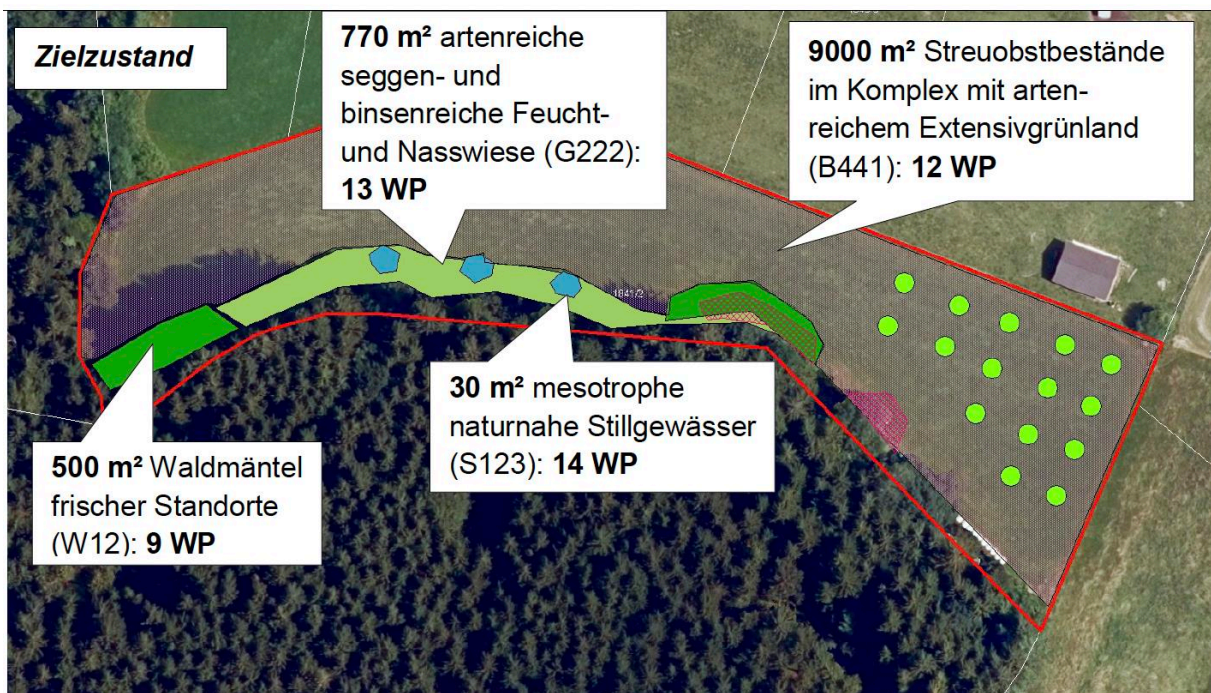 Zielzustand
770 m² artenreiche
seggen- und
binsenreiche Feucht-
und Nasswiese (G222):
13 WP
9000 m² Streuobstbestände
im Komplex mit arten-
reichem Extensivgrünland
(B441): 12 WP
1841/2
30 m² mesotrophe
naturnahe Stillgewässer
(S123): 14 WP
500 m² Waldmäntel
frischer Standorte
(W12): 9 WP